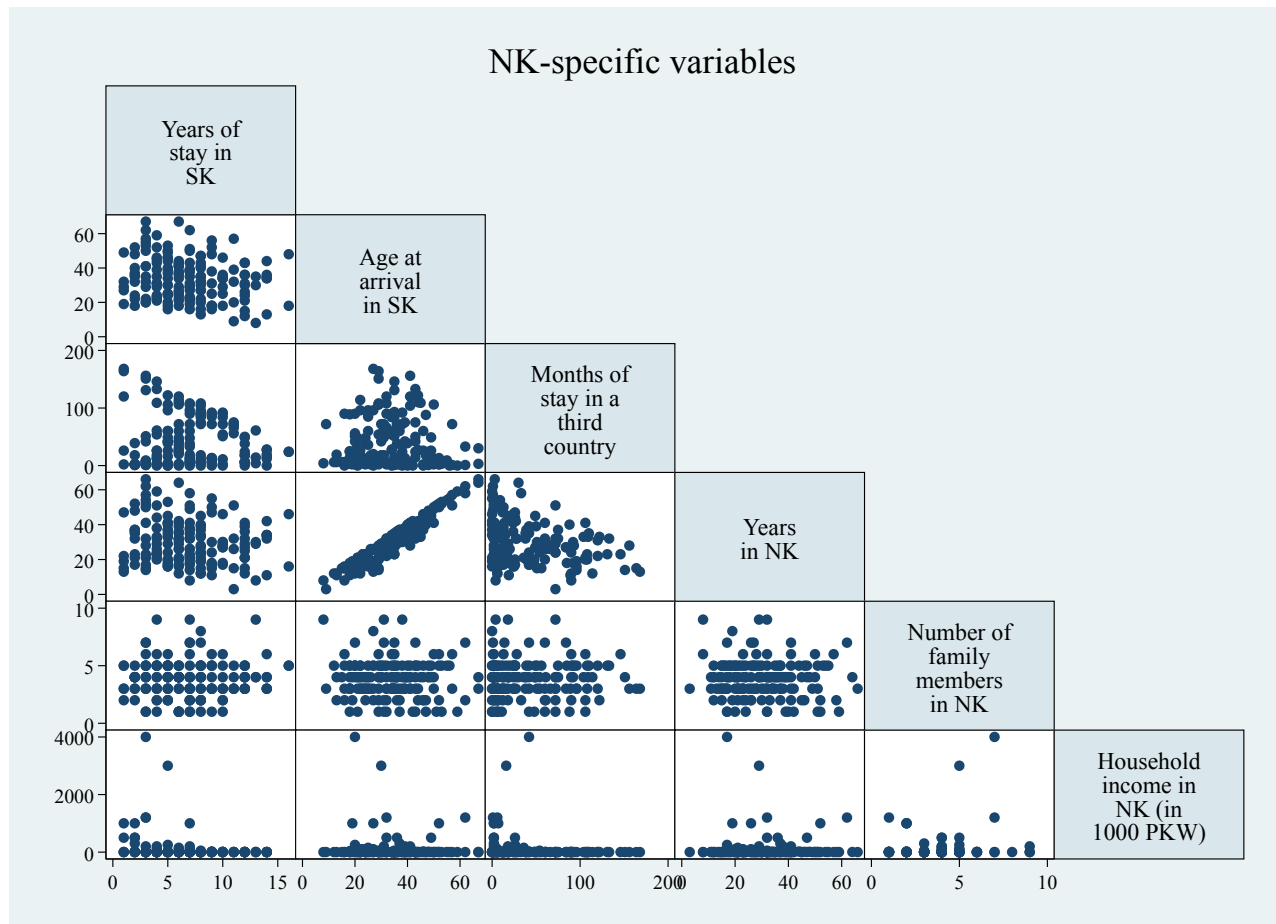 NK-specific variables
Years of
stay in
SK
60
40
20
0
Age at
arrival
in SK
200
100
0
Months of
stay in a
third
country
60
40
20
0
Years
in NK
10
5
0
Number of
family
members
in NK
4000
2000
0
Household
income in
NK (in
1000 PKW)
0 5 10 15 0 20 40 60 0 100 200 0 20 40 60 0 5 10